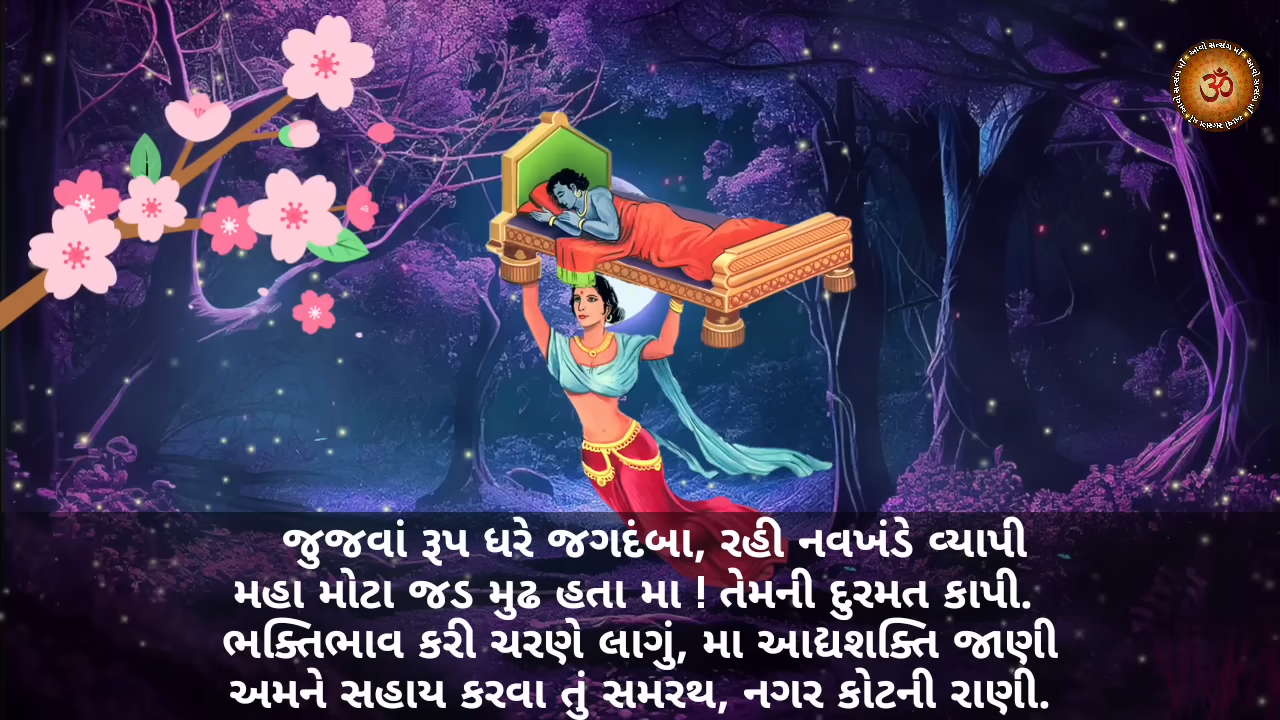 ૐ
જુજવાં રૂપ ધરે જગદંબા, રહી નવખંડે વ્યાપી
મહા મોટા જડ મુઢ હતા મા ! તેમની દુરમત કાપી.
ભક્તિભાવ કરી ચરણે લાગું, મા આદ્યશક્તિ જાણી
અમને સહાય કરવા તું સમરથ, નગર કોટની રાણી.